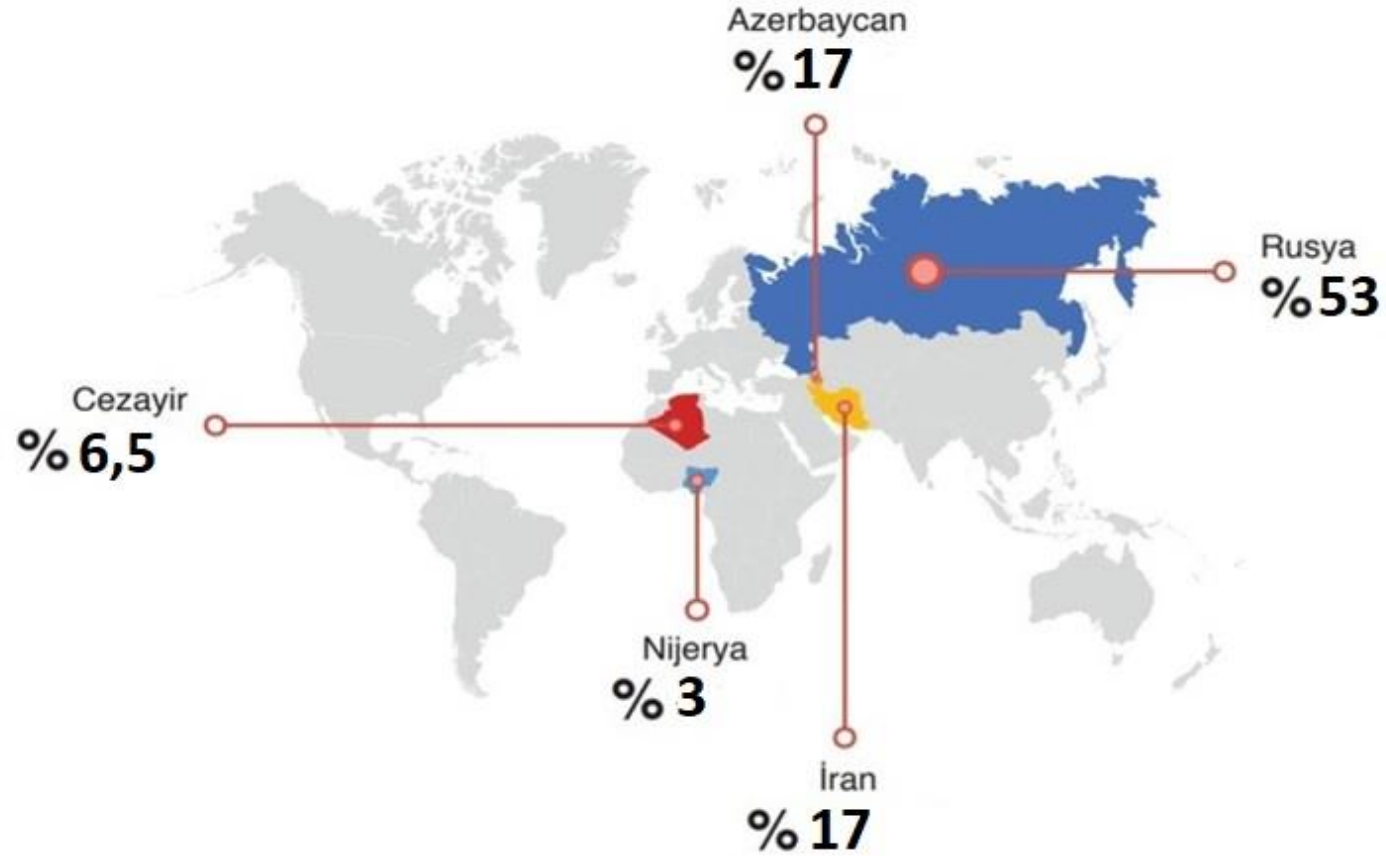 Azerbaycan
% 17
Rusya
% 53
Cezayir
% 6,5
Nijerya
% 3
İran
% 17